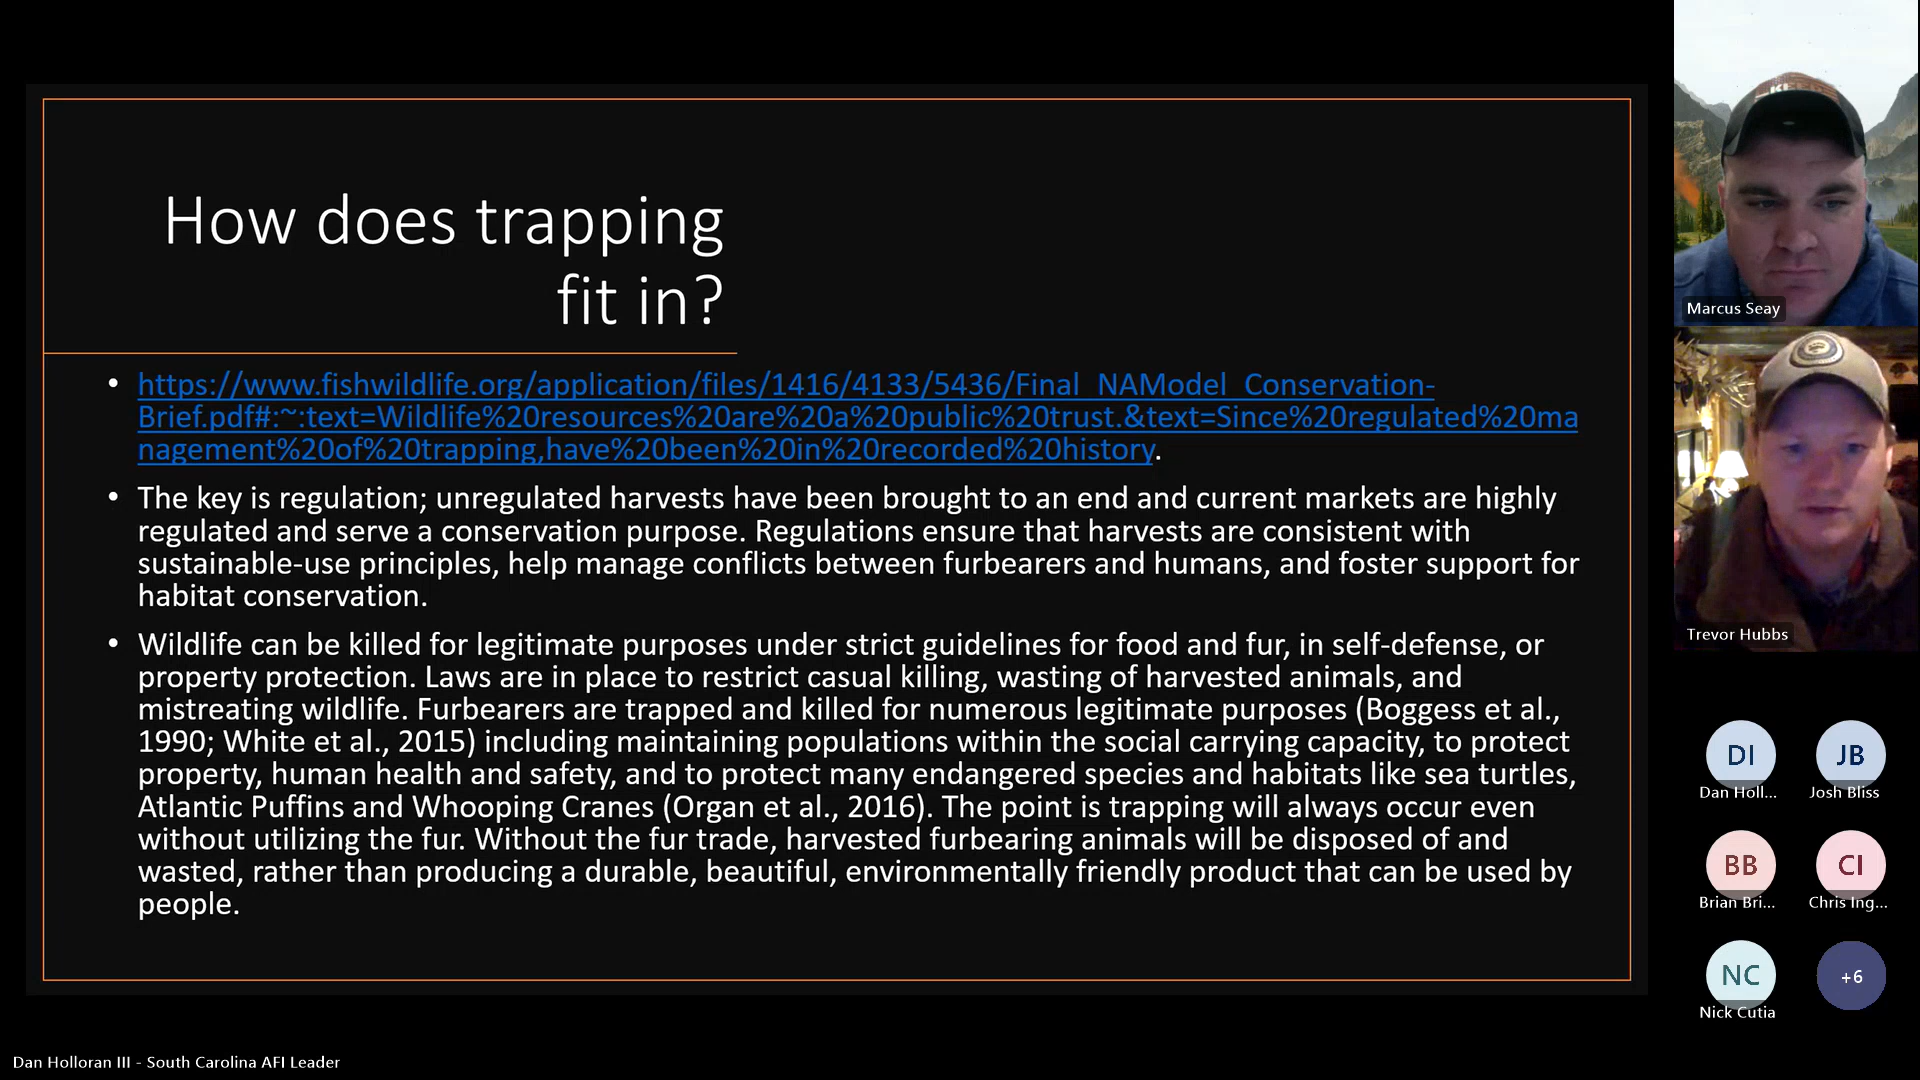 How does trapping
fit in?
• https://www.fishwildlife.org/application/files/1416/4133/5436/Final_NAModel_Conservation-
Brief.pdf#:~:text=Wildlife%20resources%20are%20a%20public%20trust.&text=Since%20regulated%20ma
nagement%20of%20trapping,have%20been%20in%20recorded%20history.
• The key is regulation; unregulated harvests have been brought to an end and current markets are highly
regulated and serve a conservation purpose. Regulations ensure that harvests are consistent with
sustainable-use principles, help manage conflicts between furbearers and humans, and foster support for
habitat conservation.
• Wildlife can be killed for legitimate purposes under strict guidelines for food and fur, in self-defense, or
property protection. Laws are in place to restrict casual killing, wasting of harvested animals, and
mistreating wildlife. Furbearers are trapped and killed for numerous legitimate purposes (Boggess et al.,
1990; White et al., 2015) including maintaining populations within the social carrying capacity, to protect
property, human health and safety, and to protect many endangered species and habitats like sea turtles,
Atlantic Puffins and Whooping Cranes (Organ et al., 2016). The point is trapping will always occur even
without utilizing the fur. Without the fur trade, harvested furbearing animals will be disposed of and
wasted, rather than producing a durable, beautiful, environmentally friendly product that can be used by
people.
Marcus Seay
Trevor Hubbs
DI
JB
Dan Holl...
Josh Bliss
BB
CI
Brian Bri...
Chris Ing...
NC
+6
Nick Cutia
Dan Holloran III - South Carolina AFI Leader